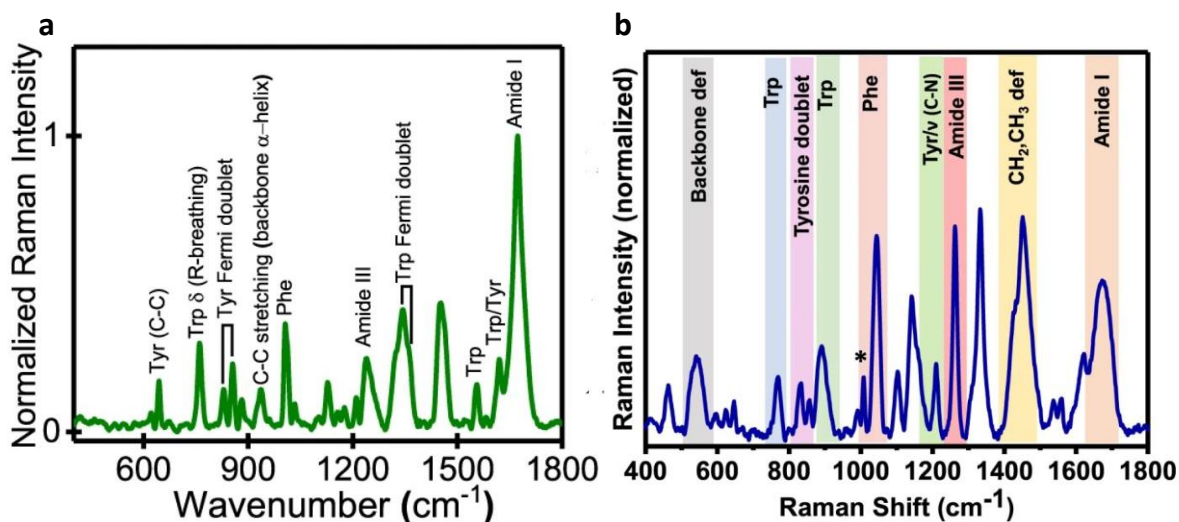 a
Normalized Raman Intensity
1
0
Tyr (C-C)
Trp δ (R-breathing)
Tyr Fermi doublet
C-C stretching (backbone α-helix)
Phe
Amide III
Trp Fermi doublet
Trp
Trp/Tyr
Amide I
600 900 1200 1500 1800
Wavenumber (cm-1)
b
Raman Intensity (normalized)
Backbone def
Trp
Tyrosine doublet
Trp
Phe
*
Tyr/ν (C-N)
Amide III
CH2,CH3 def
Amide I
400 600 800 1000 1200 1400 1600 1800
Raman Shift (cm-1)